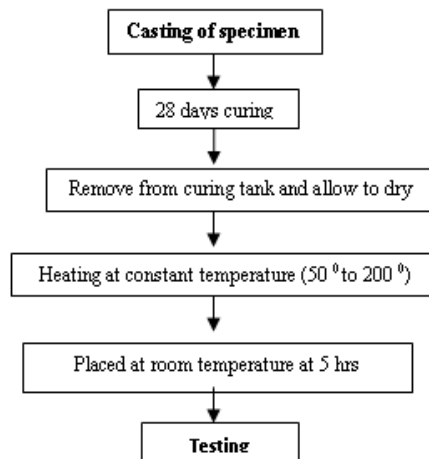 Casting of specimen
28 days curing
Remove from curing tank and allow to dry
Heating at constant temperature (50 ⁰ to 200 ⁰)
Placed at room temperature at 5 hrs
Testing